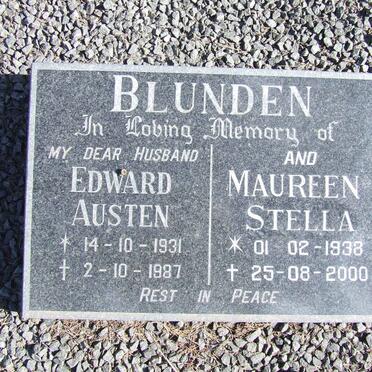 BLUNDEN
In Loving Memory of
MY DEAR HUSBAND
EDWARD
AUSTEN
* 14-10-1931
† 2-10-1987
AND
MAUREEN
STELLA
* 01 02-1938
† 25-08-2000
REST IN PEACE